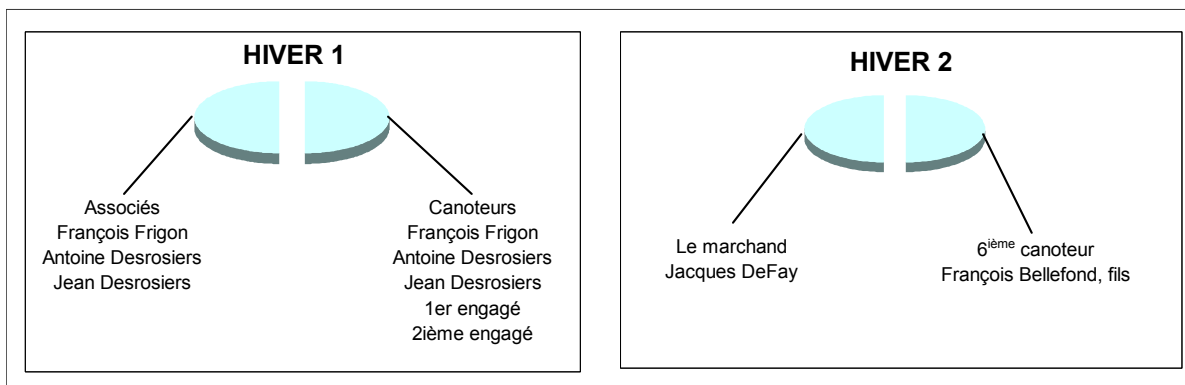 HIVER 1
Associés
François Frigon
Antoine Desrosiers
Jean Desrosiers
Canoteurs
François Frigon
Antoine Desrosiers
Jean Desrosiers
1er engagé
2ième engagé
HIVER 2
Le marchand
Jacques DeFay
6ième canoteur
François Bellefond, fils